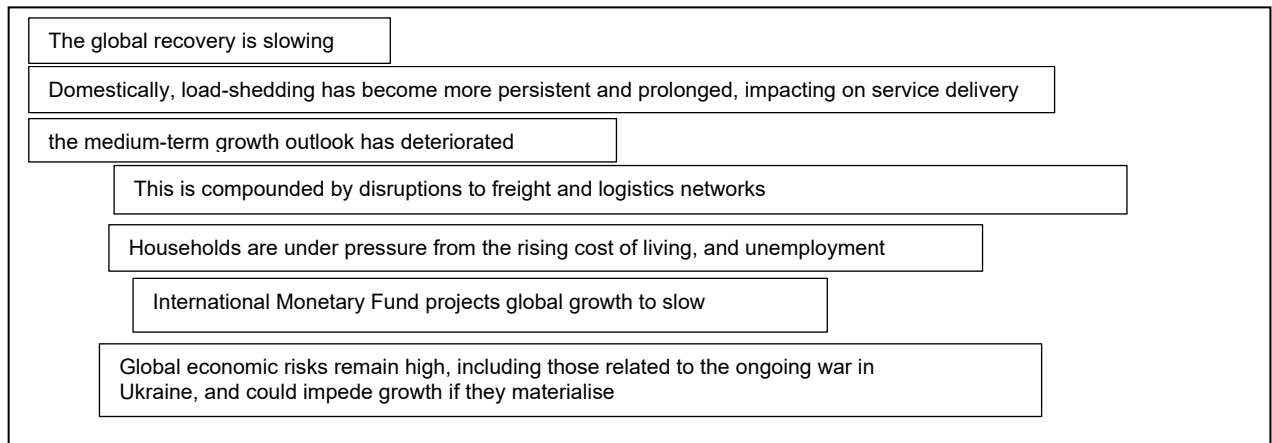 The global recovery is slowing
Domestically, load-shedding has become more persistent and prolonged, impacting on service delivery
the medium-term growth outlook has deteriorated
This is compounded by disruptions to freight and logistics networks
Households are under pressure from the rising cost of living, and unemployment
International Monetary Fund projects global growth to slow
Global economic risks remain high, including those related to the ongoing war in
Ukraine, and could impede growth if they materialise